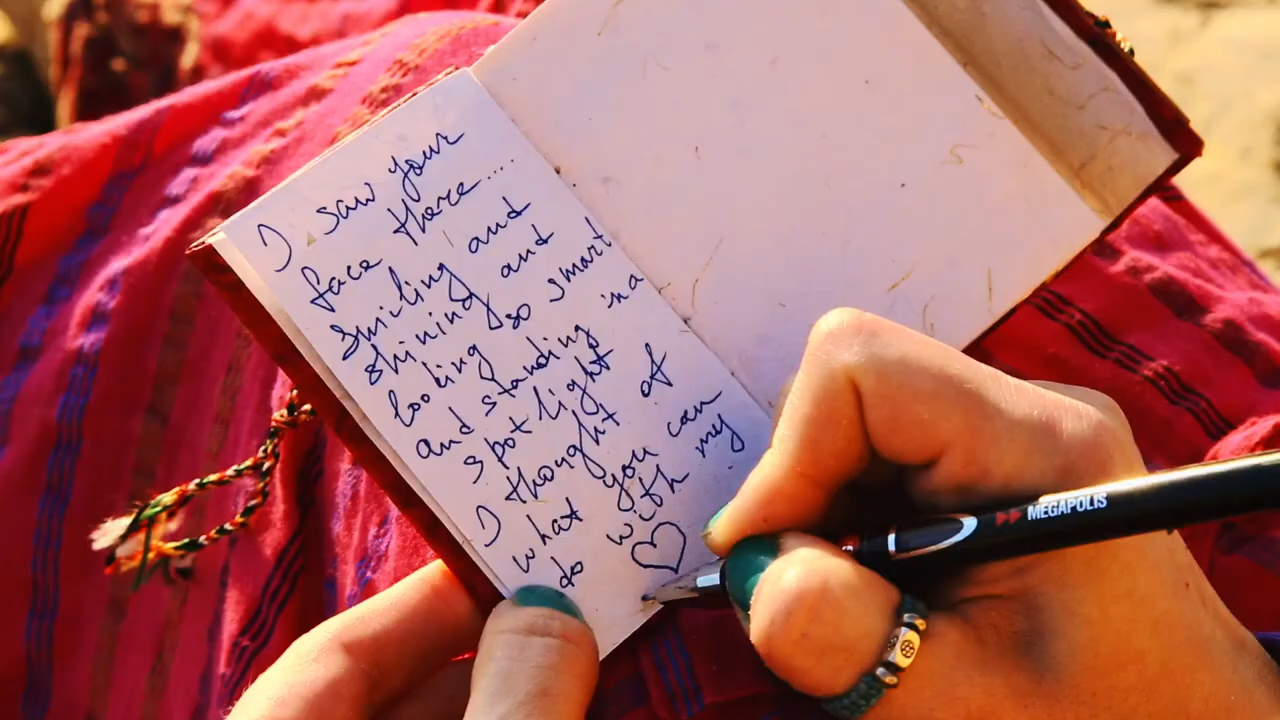 I saw your
face there...
smiling and
shining and
looking so smart
and standing in a
spot light
I thought of
what you can
do with my
♡
MEGAPOLIS